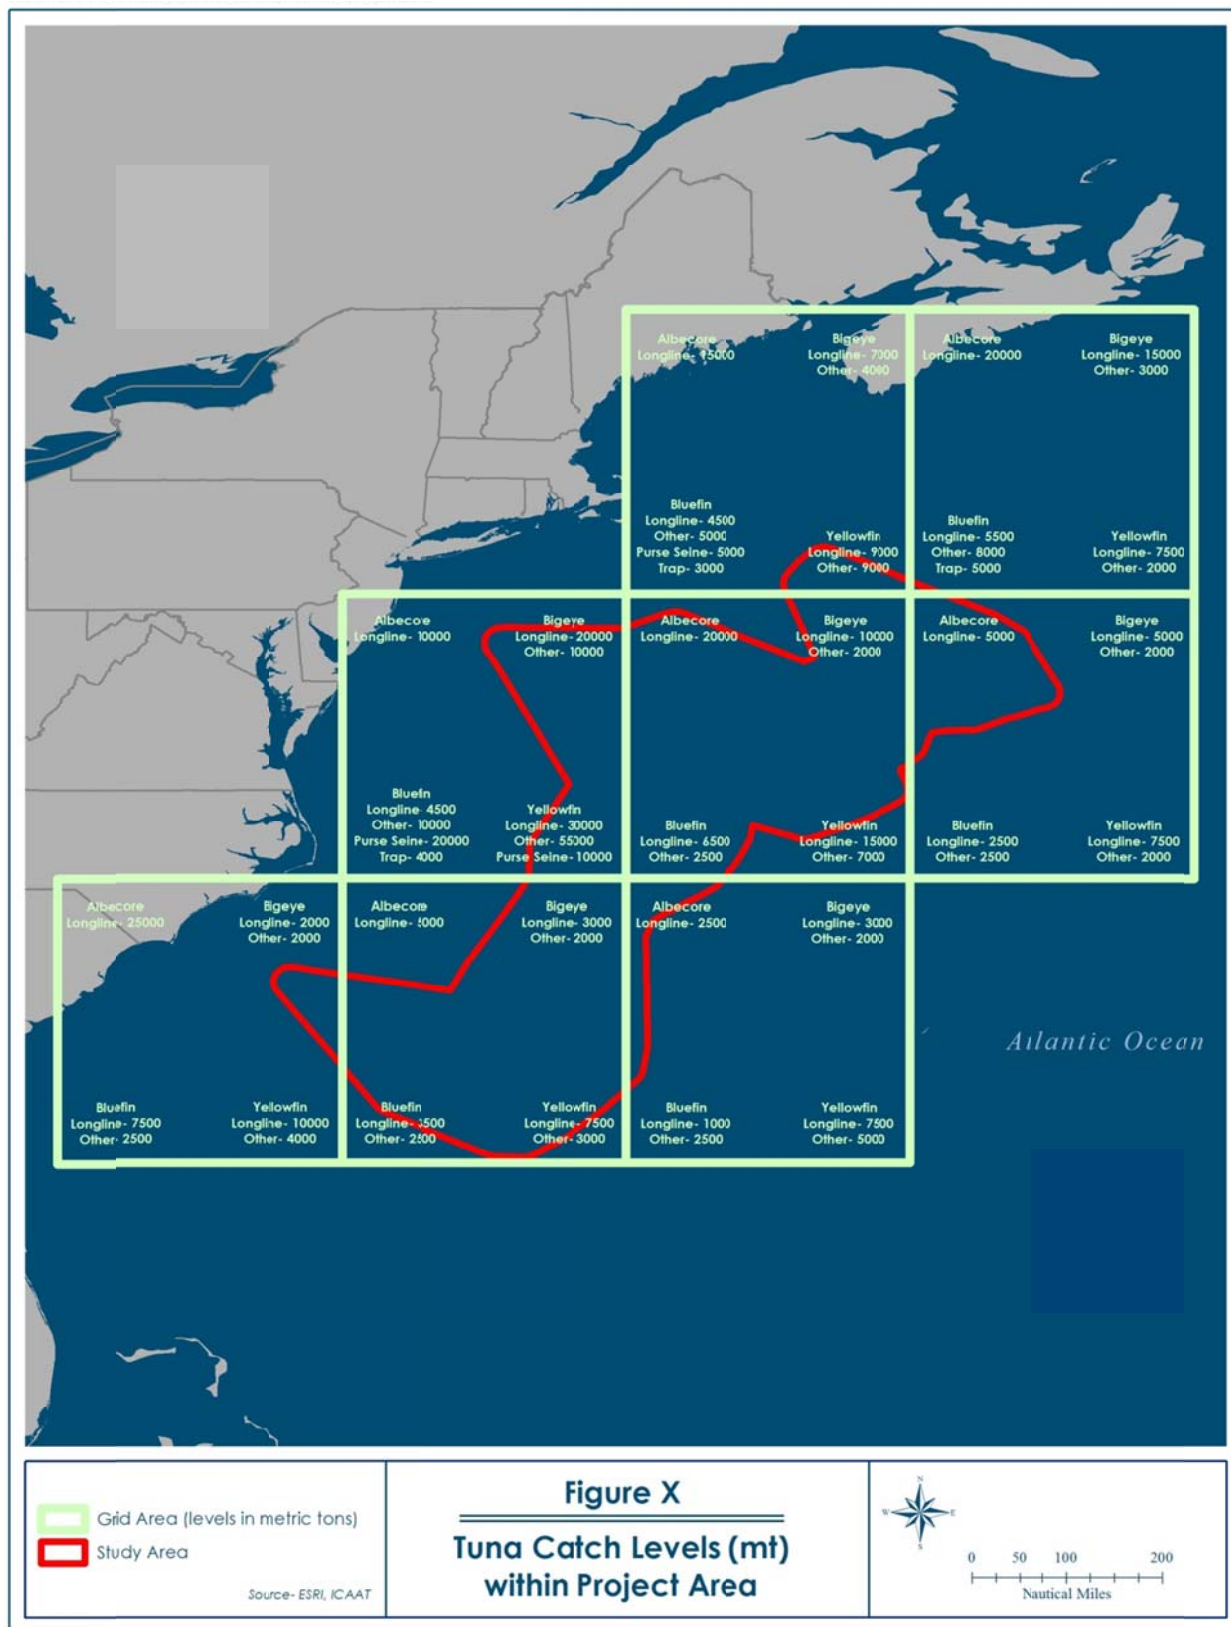 Albecore
Longline- 15000
Bigeye
Longline- 7000
Other- 4000
Bluefin
Longline- 4500
Other- 5000
Purse Seine- 5000
Trap- 3000
Yellowfin
Longline- 9000
Other- 9000
Albecore
Longline- 20000
Bigeye
Longline- 15000
Other- 3000
Bluefin
Longline- 5500
Other- 8000
Trap- 5000
Yellowfin
Longline- 7500
Other- 2000
Albecore
Longline- 10000
Bigeye
Longline- 20000
Other- 10000
Bluefin
Longline- 4500
Other- 10000
Purse Seine- 20000
Trap- 4000
Yellowfin
Longline- 30000
Other- 55000
Purse Seine- 10000
Albecore
Longline- 20000
Bigeye
Longline- 10000
Other- 2000
Bluefin
Longline- 6500
Other- 2500
Yellowfin
Longline- 15000
Other- 7000
Albecore
Longline- 5000
Bigeye
Longline- 5000
Other- 2000
Bluefin
Longline- 2500
Other- 2500
Yellowfin
Longline- 7500
Other- 2000
Albecore
Longline- 25000
Bigeye
Longline- 2000
Other- 2000
Bluefin
Longline- 7500
Other- 2500
Yellowfin
Longline- 10000
Other- 4000
Albecore
Longline- 5000
Bigeye
Longline- 3000
Other- 2000
Bluefin
Longline-
Other- 2500
Yellowfin
Longline- 7500
Other- 3000
Albecore
Longline- 2500
Bigeye
Longline- 3000
Other- 2000
Bluefin
Longline- 1000
Other- 2500
Yellowfin
Longline- 7500
Other- 5000
Atlantic Ocean
Grid Area (levels in metric tons)
Study Area
Source- ESRI, ICAAT
Figure X
Tuna Catch Levels (mt)
within Project Area
N
W E
S
0 50 100 200
Nautical Miles